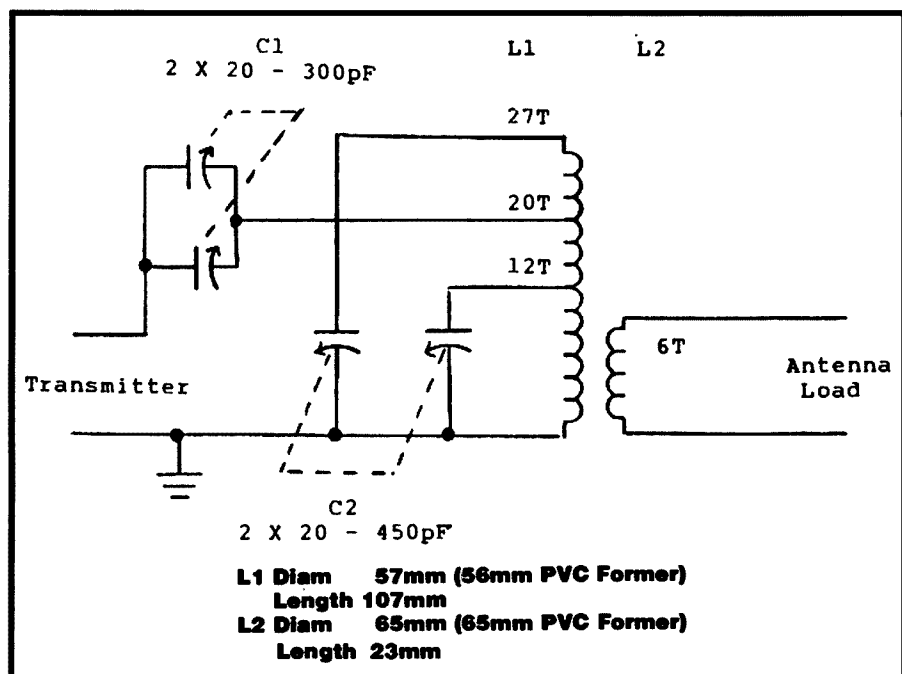 C1
2 X 20 - 300pF
L1
L2
27T
20T
12T
6T
Transmitter
Antenna
Load
C2
2 X 20 - 450pF
L1 Diam 57mm (56mm PVC Former)
Length 107mm
L2 Diam 65mm (65mm PVC Former)
Length 23mm